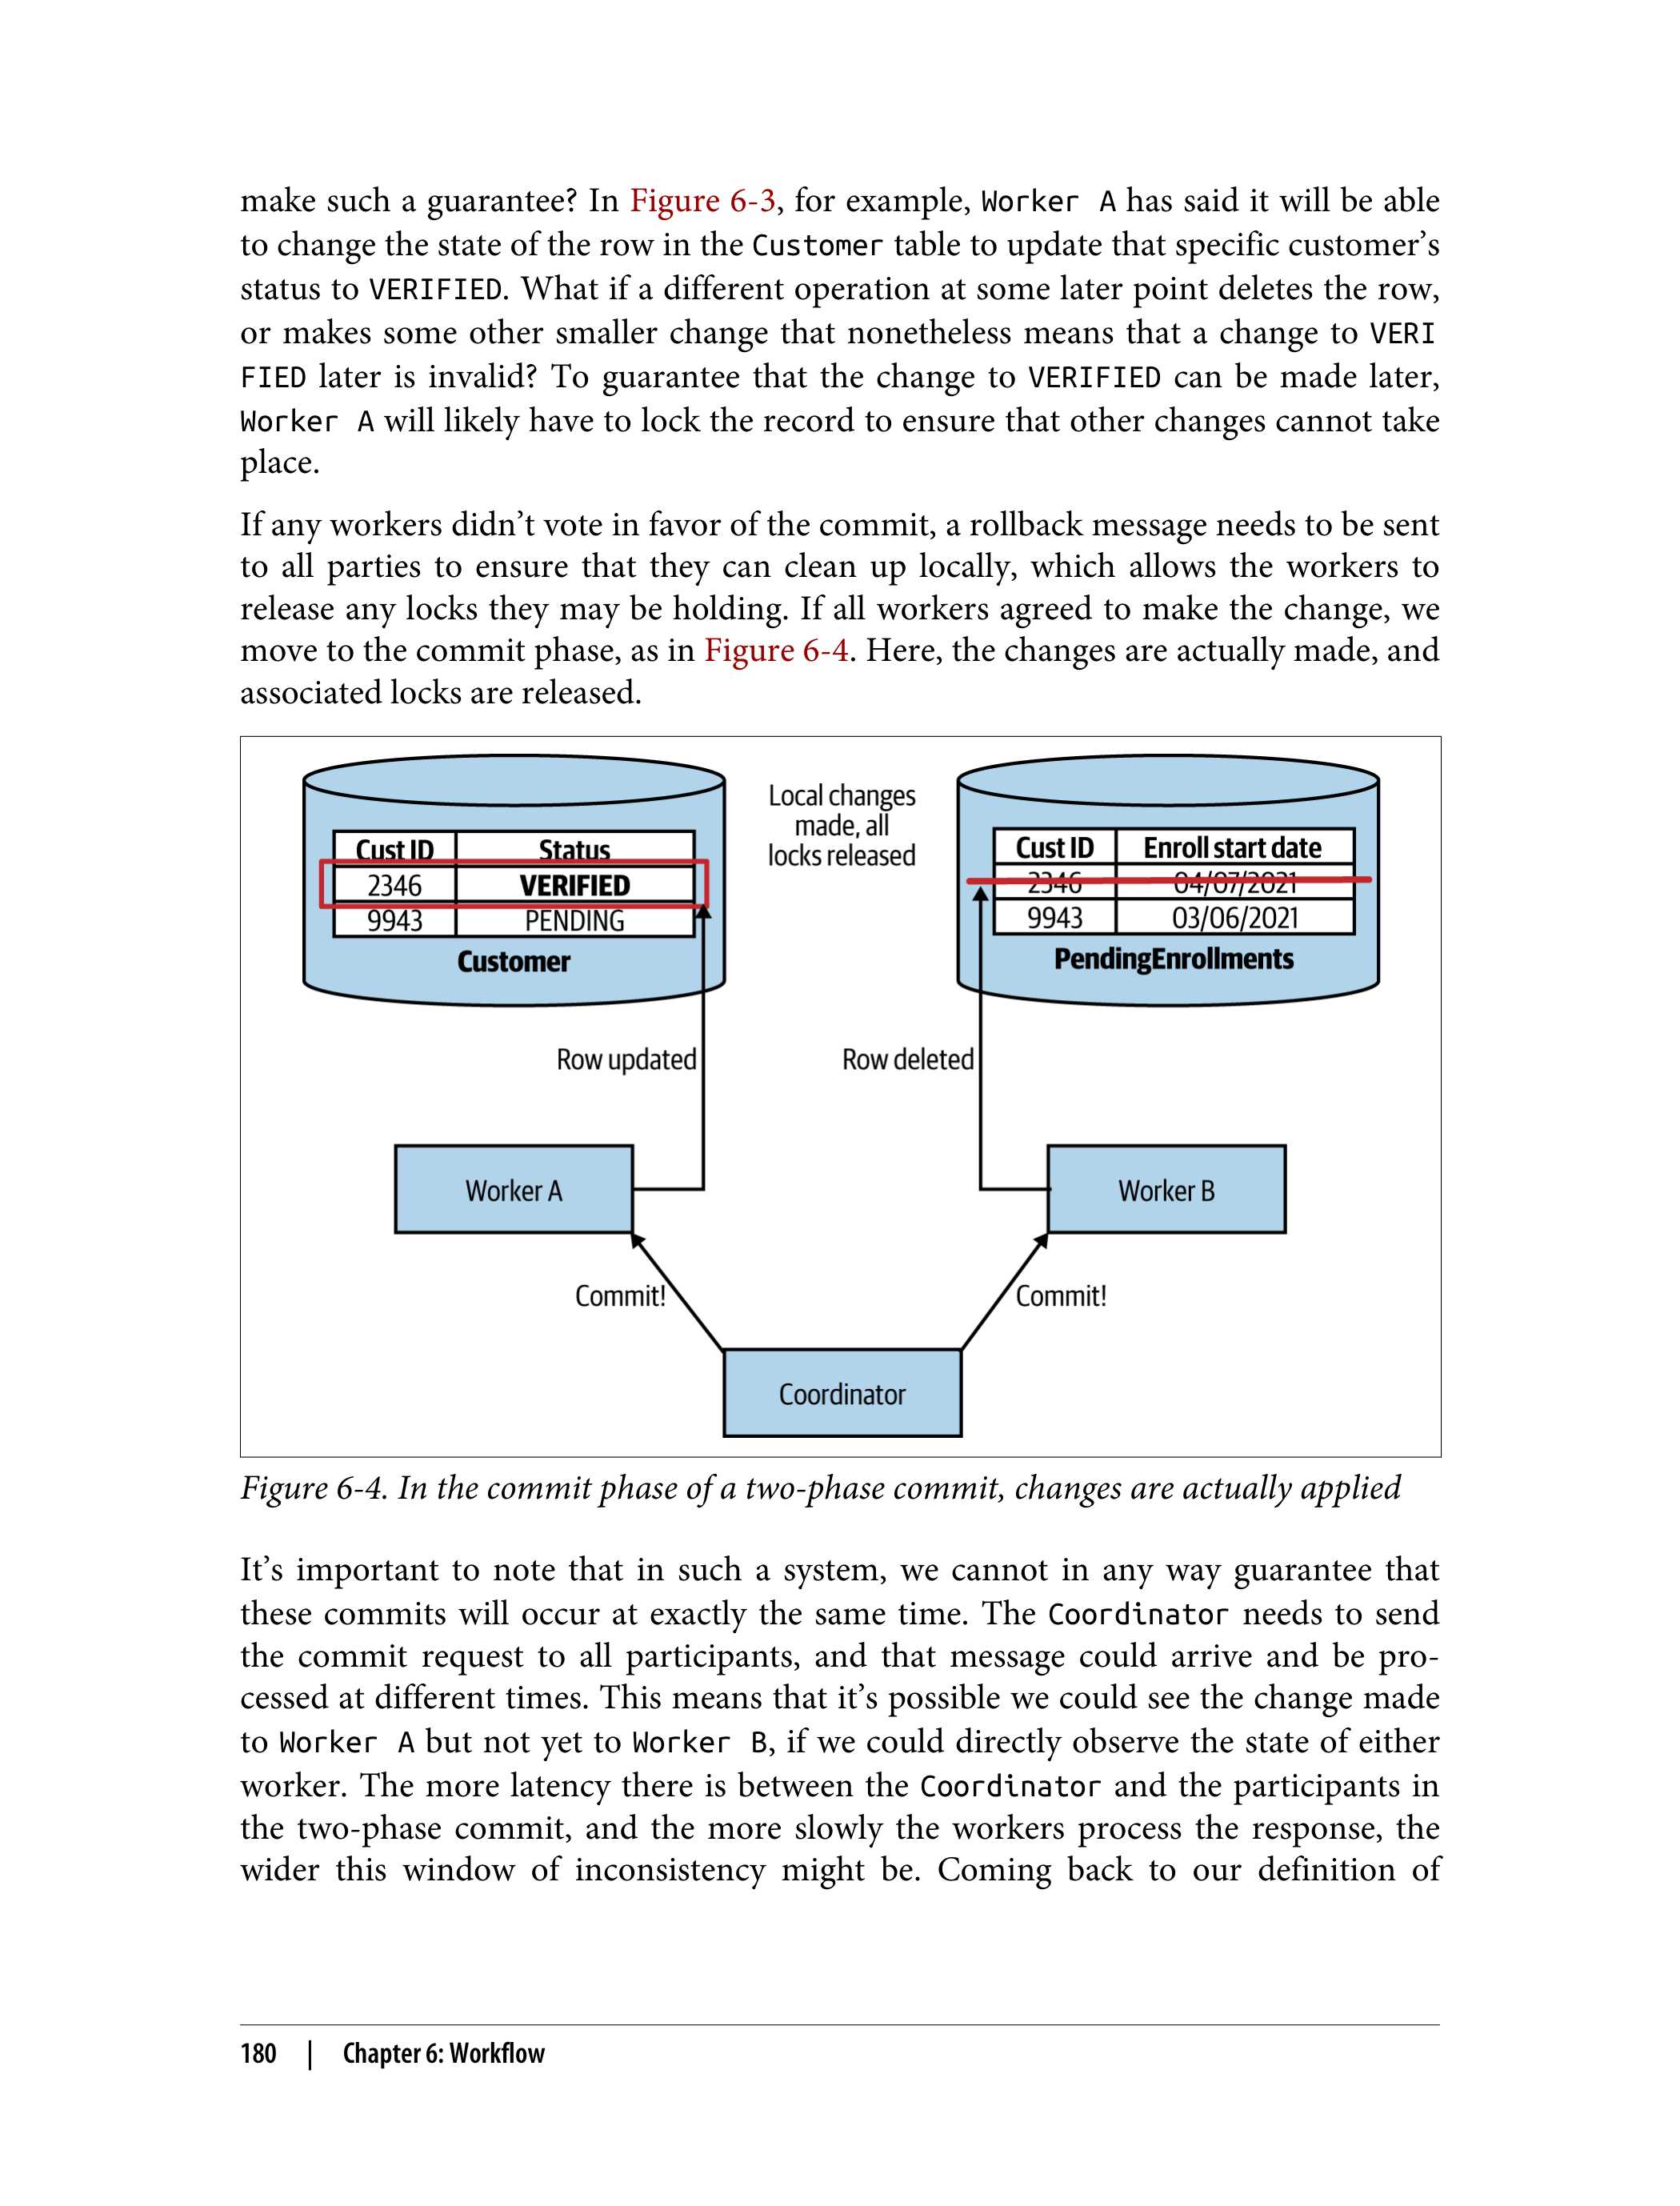 make such a guarantee? In Figure 6-3, for example, Worker A has said it will be able
to change the state of the row in the Customer table to update that specific customer’s
status to VERIFIED. What if a different operation at some later point deletes the row,
or makes some other smaller change that nonetheless means that a change to VERI
FIED later is invalid? To guarantee that the change to VERIFIED can be made later,
Worker A will likely have to lock the record to ensure that other changes cannot take
place.
If any workers didn’t vote in favor of the commit, a rollback message needs to be sent
to all parties to ensure that they can clean up locally, which allows the workers to
release any locks they may be holding. If all workers agreed to make the change, we
move to the commit phase, as in Figure 6-4. Here, the changes are actually made, and
associated locks are released.
Cust ID Status
2346 VERIFIED
9943 PENDING
Customer
Local changes
made, all
locks released
Cust ID Enroll start date
2346 04/07/2021
9943 03/06/2021
PendingEnrollments
Row updated
Row deleted
Worker A
Worker B
Commit!
Commit!
Coordinator
Figure 6-4. In the commit phase of a two-phase commit, changes are actually applied
It’s important to note that in such a system, we cannot in any way guarantee that
these commits will occur at exactly the same time. The Coordinator needs to send
the commit request to all participants, and that message could arrive and be pro-
cessed at different times. This means that it’s possible we could see the change made
to Worker A but not yet to Worker B, if we could directly observe the state of either
worker. The more latency there is between the Coordinator and the participants in
the two-phase commit, and the more slowly the workers process the response, the
wider this window of inconsistency might be. Coming back to our definition of
180 | Chapter 6: Workflow